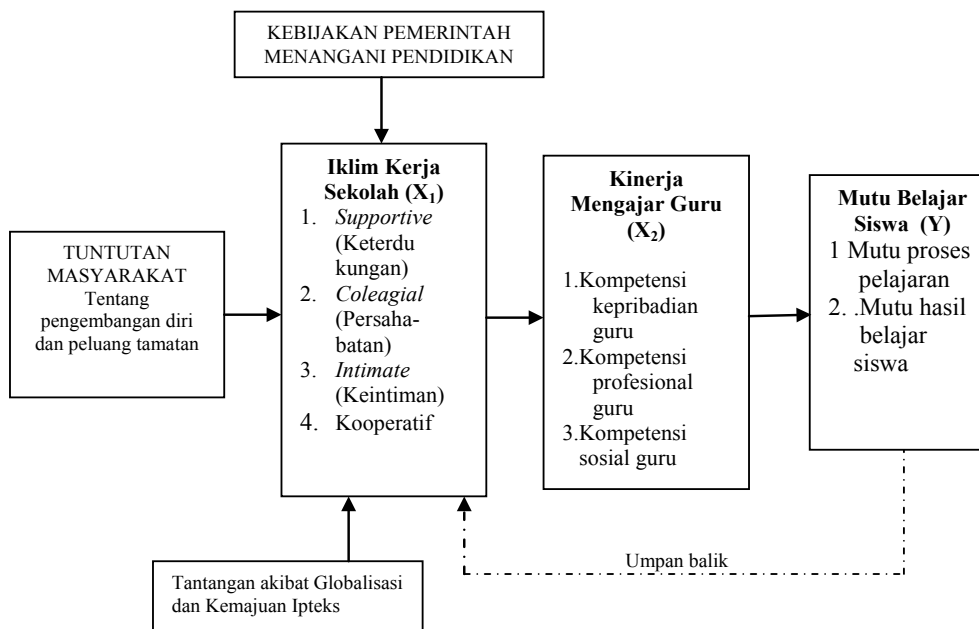 KEBIJAKAN PEMERINTAH
MENANGANI PENDIDIKAN
TUNTUTAN
MASYARAKAT
Tentang
pengembangan diri
dan peluang tamatan
Iklim Kerja
Sekolah (X₁)
1. Supportive
(Keterdu
kungan)
2. Coleagial
(Persaha-
batan)
3. Intimate
(Keintiman)
4. Kooperatif
Kinerja
Mengajar Guru
(X₂)
1.Kompetensi
kepribadian
guru
2.Kompetensi
profesional
guru
3.Kompetensi
sosial guru
Mutu Belajar
Siswa (Y)
1 Mutu proses
pelajaran
2. .Mutu hasil
belajar
siswa
Umpan balik
Tantangan akibat Globalisasi
dan Kemajuan Ipteks